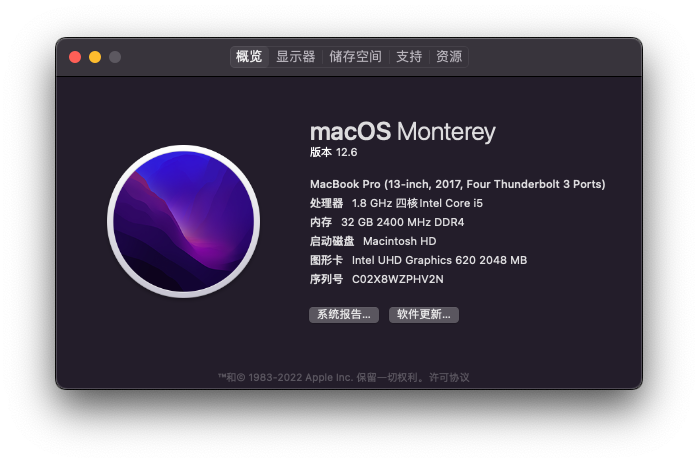 概览 显示器 储存空间 支持 资源
macOS Monterey
版本 12.6
MacBook Pro (13-inch, 2017, Four Thunderbolt 3 Ports)
处理器 1.8 GHz 四核Intel Core i5
内存 32 GB 2400 MHz DDR4
启动磁盘 Macintosh HD
图形卡 Intel UHD Graphics 620 2048 MB
序列号 C02X8WZPHV2N
系统报告... 软件更新...
™和© 1983-2022 Apple Inc. 保留一切权利。许可协议